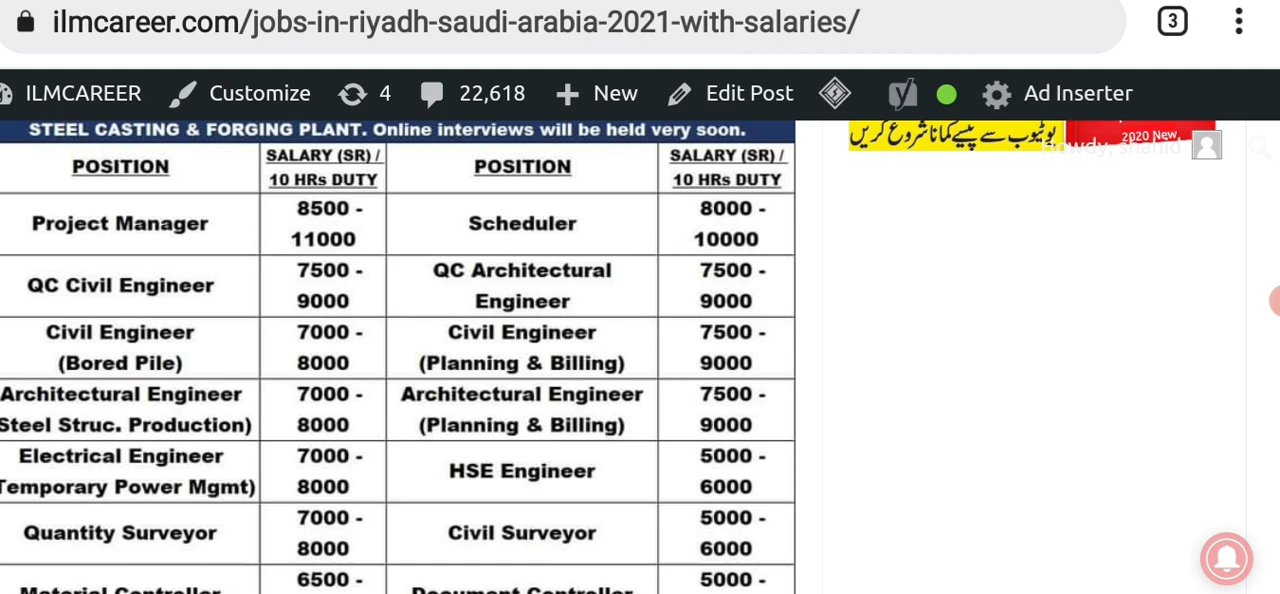 ilmcareer.com/jobs-in-riyadh-saudi-arabia-2021-with-salaries/
3
ILMCAREER Customize 4 22,618 New Edit Post Ad Inserter
STEEL CASTING & FORGING PLANT. Online interviews will be held very soon.
POSITION
SALARY (SR) /
10 HRs DUTY
POSITION
SALARY (SR) /
10 HRs DUTY
Project Manager
8500 -
11000
Scheduler
8000 -
10000
QC Civil Engineer
7500 -
9000
QC Architectural
Engineer
7500 -
9000
Civil Engineer
(Bored Pile)
7000 -
8000
Civil Engineer
(Planning & Billing)
7500 -
9000
Architectural Engineer
Steel Struc. Production)
7000 -
8000
Architectural Engineer
(Planning & Billing)
7500 -
9000
Electrical Engineer
Temporary Power Mgmt)
7000 -
8000
HSE Engineer
5000 -
6000
Quantity Surveyor
7000 -
8000
Civil Surveyor
5000 -
6000
Material Controller
6500 -
Document Controller
5000 -
یوٹیوب سے پیسے کمانا شروع کریں
2020 New
Howdy, shahid